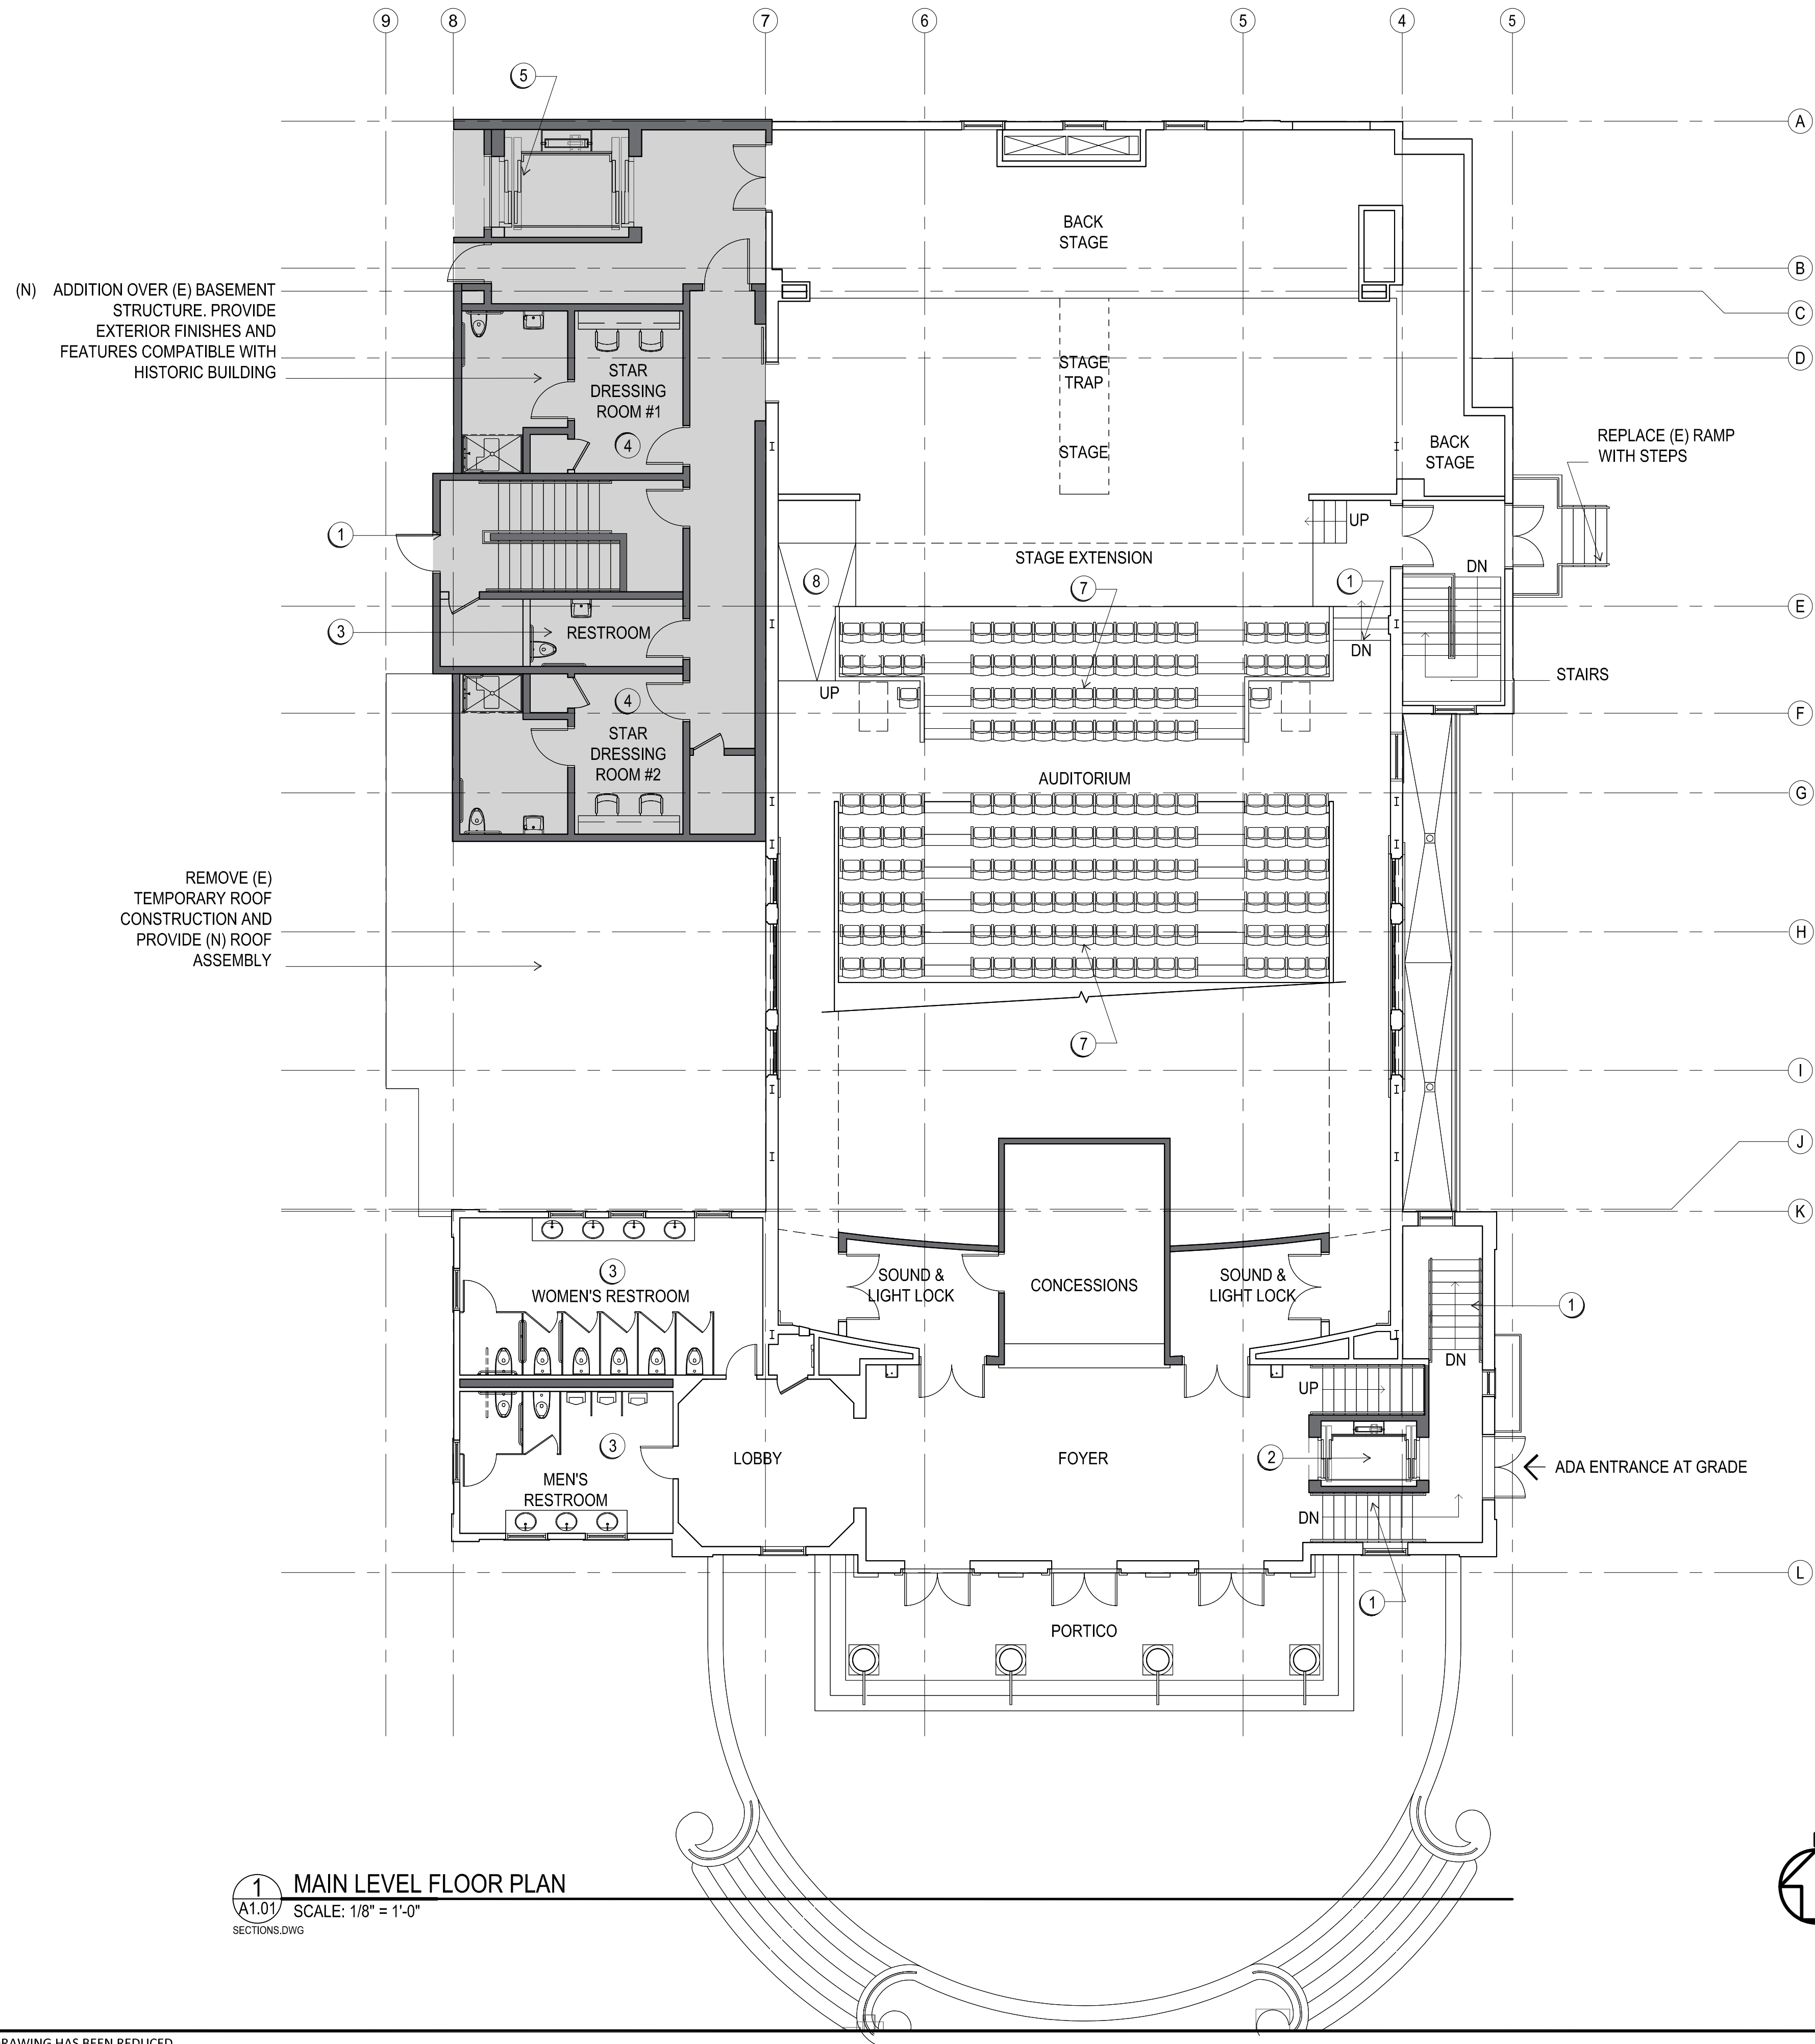 9
8
7
6
5
4
5
5
A
BACK
STAGE
B
(N) ADDITION OVER (E) BASEMENT
STRUCTURE. PROVIDE
EXTERIOR FINISHES AND
FEATURES COMPATIBLE WITH
HISTORIC BUILDING
C
D
STAR
DRESSING
ROOM #1
4
STAGE
TRAP
STAGE
BACK
STAGE
REPLACE (E) RAMP
WITH STEPS
1
UP
STAGE EXTENSION
8
7
1
DN
E
3
RESTROOM
DN
STAIRS
UP
4
STAR
DRESSING
ROOM #2
F
AUDITORIUM
G
REMOVE (E)
TEMPORARY ROOF
CONSTRUCTION AND
PROVIDE (N) ROOF
ASSEMBLY
H
7
I
J
K
3
WOMEN'S RESTROOM
SOUND &
LIGHT LOCK
CONCESSIONS
SOUND &
LIGHT LOCK
1
DN
UP
3
MEN'S
RESTROOM
LOBBY
FOYER
2
ADA ENTRANCE AT GRADE
DN
L
1
PORTICO
1
A1.01
MAIN LEVEL FLOOR PLAN
SCALE: 1/8" = 1'-0"
SECTIONS.DWG
HAS BEEN REDUCED